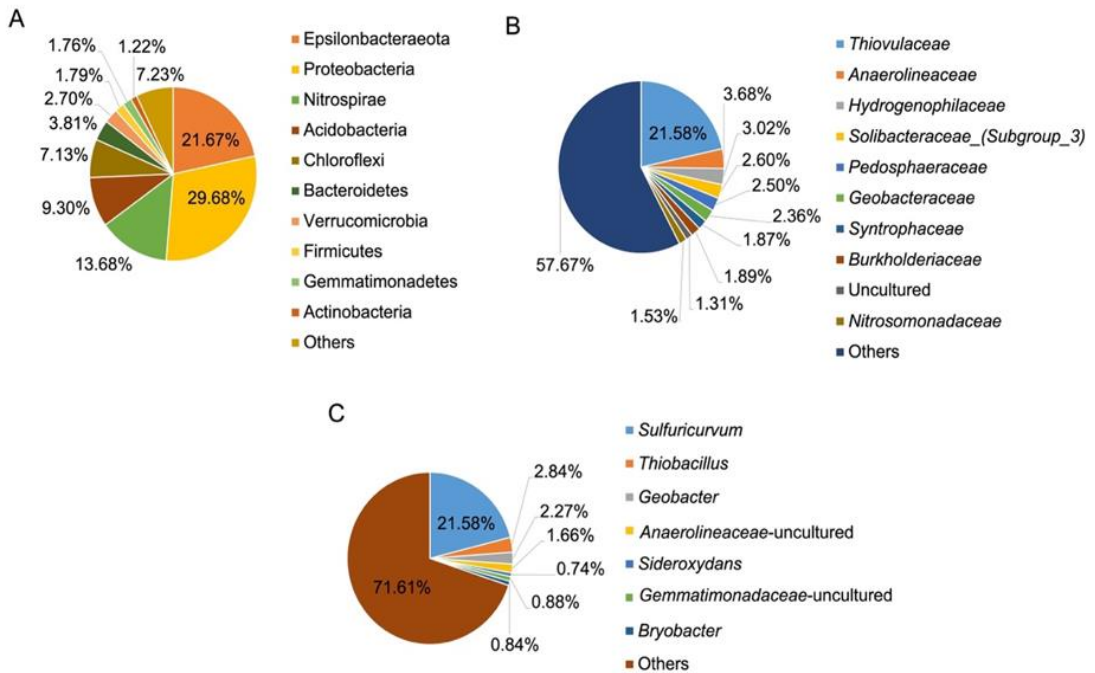 A
1.76%
1.22%
1.79%
7.23%
2.70%
3.81%
21.67%
7.13%
29.68%
9.30%
13.68%
Epsilonbacteraeota
Proteobacteria
Nitrospirae
Acidobacteria
Chloroflexi
Bacteroidetes
Verrucomicrobia
Firmicutes
Gemmatimonadetes
Actinobacteria
Others
B
3.68%
21.58%
3.02%
2.60%
2.50%
2.36%
1.87%
57.67%
1.89%
1.31%
1.53%
Thiovulaceae
Anaerolineaceae
Hydrogenophilaceae
Solibacteraceae_(Subgroup_3)
Pedosphaeraceae
Geobacteraceae
Syntrophaceae
Burkholderiaceae
Uncultured
Nitrosomonadaceae
Others
C
2.84%
21.58%
2.27%
1.66%
0.74%
71.61%
0.88%
0.84%
Sulfuricurvum
Thiobacillus
Geobacter
Anaerolineaceae-uncultured
Sideroxydans
Gemmatimonadaceae-uncultured
Bryobacter
Others